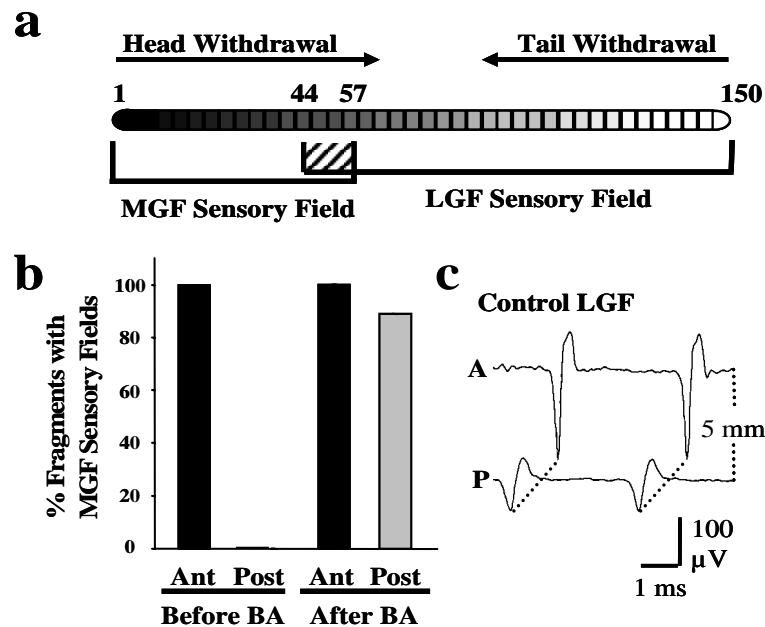 a
Head Withdrawal
Tail Withdrawal
1
44
57
150
MGF Sensory Field
LGF Sensory Field
b
% Fragments with
MGF Sensory Fields
100
80
60
40
20
0
Ant Post Ant Post
Before BA After BA
c
Control LGF
A
5 mm
P
100
µV
1 ms